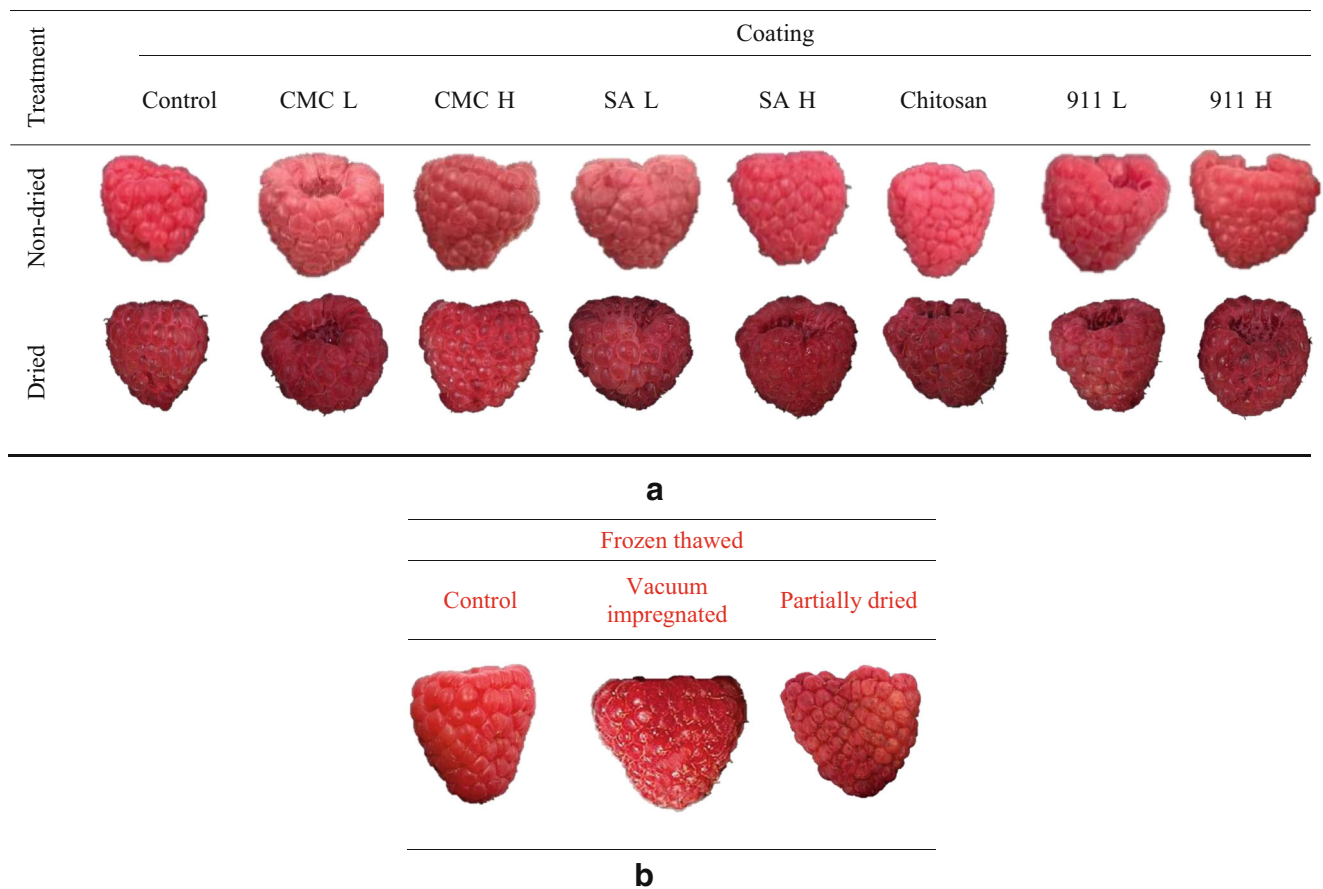 Treatment
Coating
Control
CMC L
CMC H
SA L
SA H
Chitosan
911 L
911 H
Non-dried
Dried
a
Frozen thawed
Control
Vacuum
impregnated
Partially dried
b